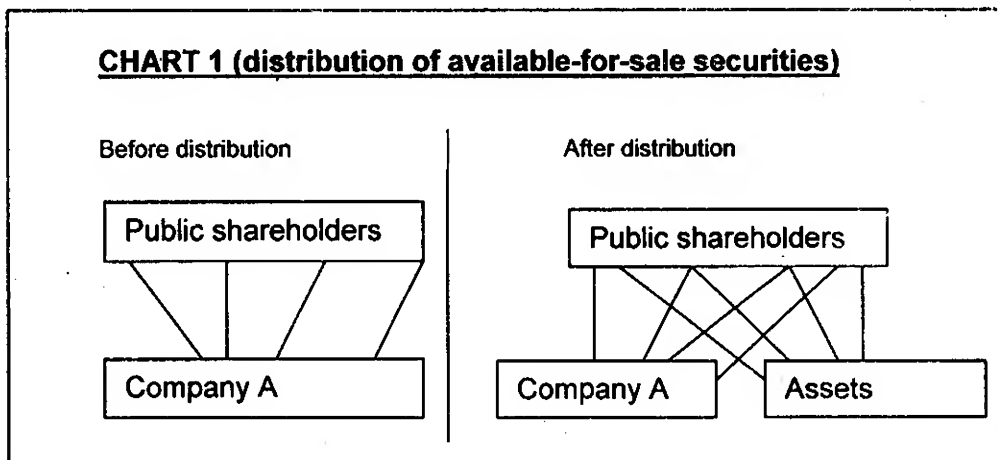 CHART 1 (distribution of available-for-sale securities)
Before distribution
After distribution
Public shareholders
Public shareholders
Company A
Company A
Assets